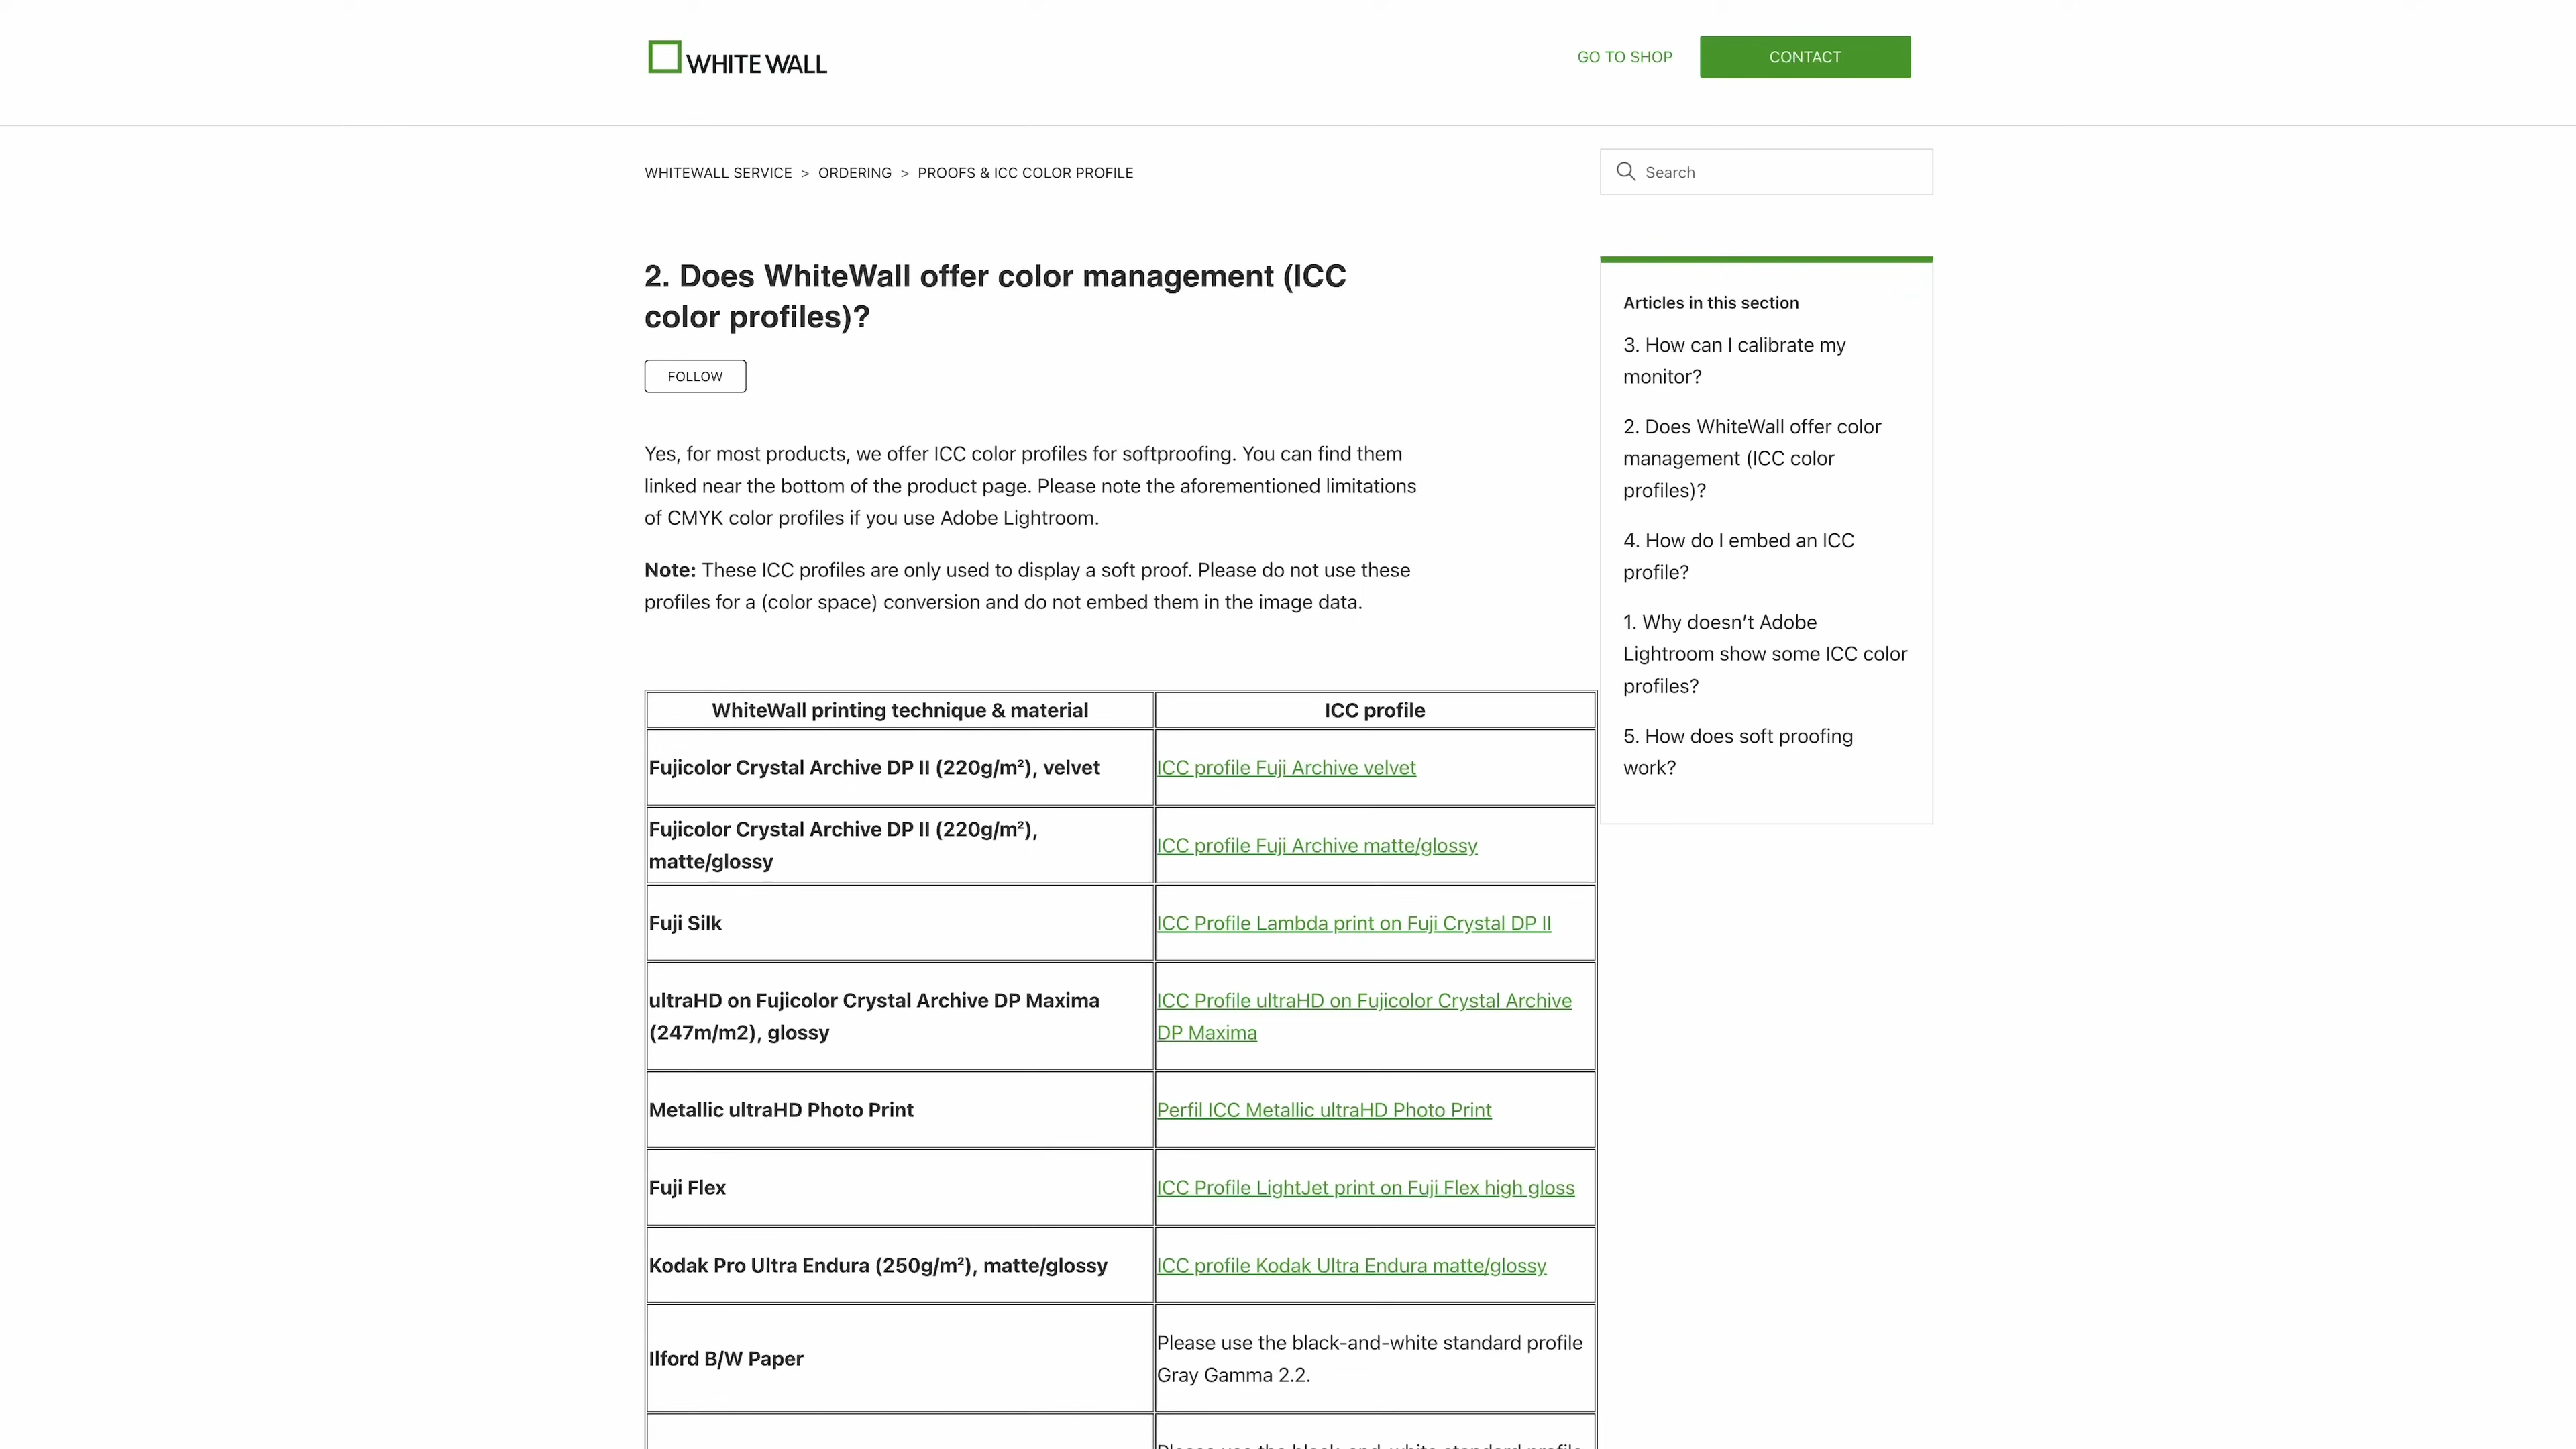 WHITE WALL
GO TO SHOP
CONTACT
WHITEWALL SERVICE > ORDERING > PROOFS & ICC COLOR PROFILE
Search
2. Does WhiteWall offer color management (ICC
color profiles)?
FOLLOW
Yes, for most products, we offer ICC color profiles for softproofing. You can find them
linked near the bottom of the product page. Please note the aforementioned limitations
of CMYK color profiles if you use Adobe Lightroom.
Note: These ICC profiles are only used to display a soft proof. Please do not use these
profiles for a (color space) conversion and do not embed them in the image data.
Articles in this section
3. How can I calibrate my
monitor?
2. Does WhiteWall offer color
management (ICC color
profiles)?
4. How do I embed an ICC
profile?
1. Why doesn't Adobe
Lightroom show some ICC color
profiles?
5. How does soft proofing
work?
WhiteWall printing technique & material
ICC profile
Fujicolor Crystal Archive DP II (220g/m²), velvet
ICC profile Fuji Archive velvet
Fujicolor Crystal Archive DP II (220g/m²),
matte/glossy
ICC profile Fuji Archive matte/glossy
Fuji Silk
ICC Profile Lambda print on Fuji Crystal DP II
ultraHD on Fujicolor Crystal Archive DP Maxima
(247m/m2), glossy
ICC Profile ultraHD on Fujicolor Crystal Archive
DP Maxima
Metallic ultraHD Photo Print
Perfil ICC Metallic ultraHD Photo Print
Fuji Flex
ICC Profile LightJet print on Fuji Flex high gloss
Kodak Pro Ultra Endura (250g/m²), matte/glossy
ICC profile Kodak Ultra Endura matte/glossy
Ilford B/W Paper
Please use the black-and-white standard profile
Gray Gamma 2.2.